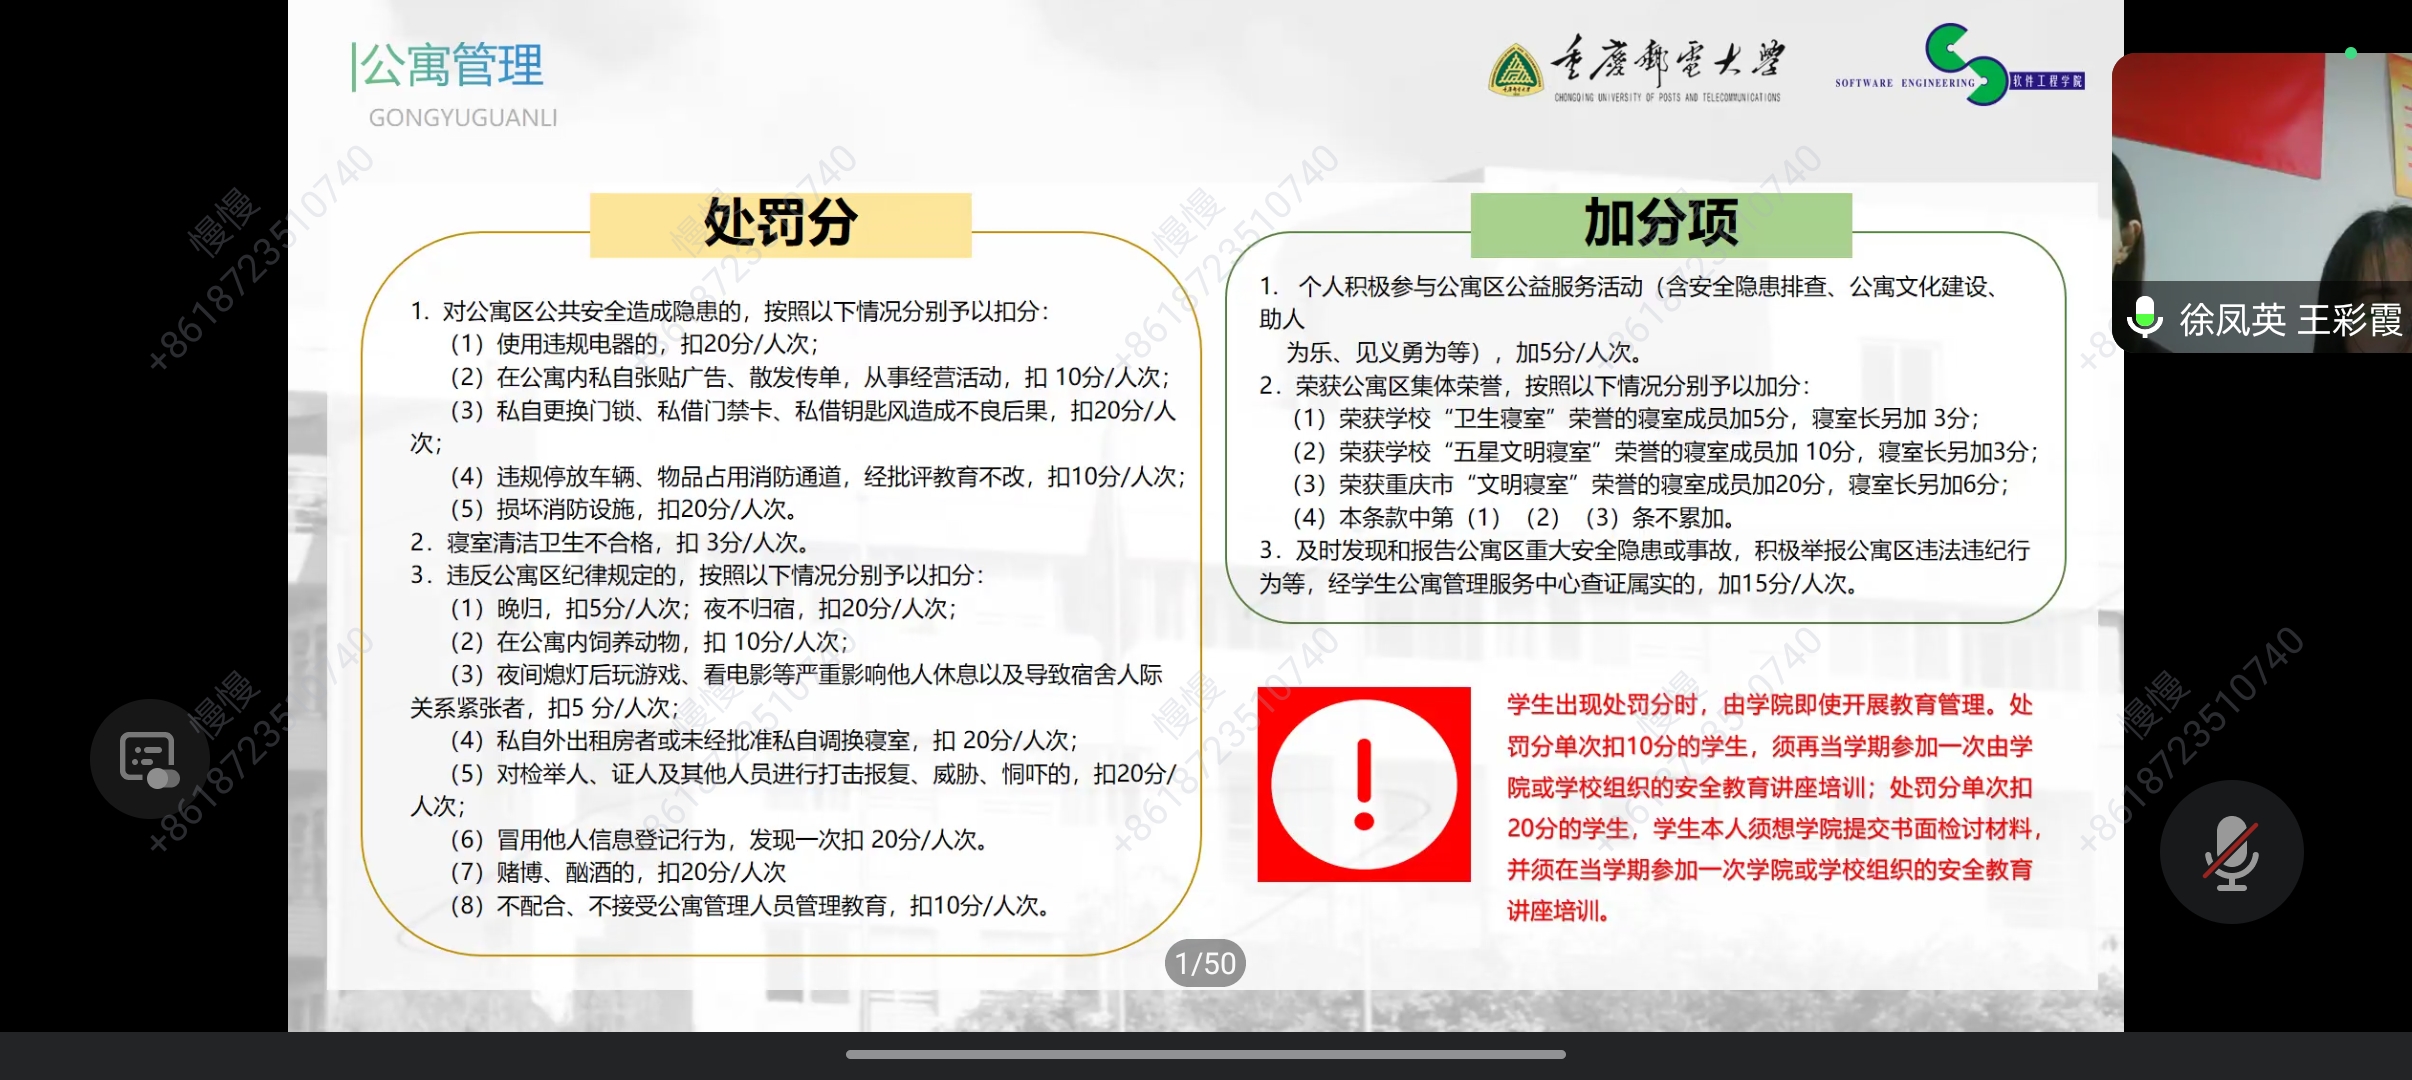 公寓管理
GONGYUGUANLI
重庆邮电大学
CHONGQING UNIVERSITY OF POSTS AND TELECOMMUNICATIONS
SOFTWARE ENGINEERING 软件工程学院
处罚分
1. 对公寓区公共安全造成隐患的，按照以下情况分别予以扣分：
（1）使用违规电器的，扣20分/人次；
（2）在公寓内私自张贴广告、散发传单，从事经营活动，扣 10分/人次；
（3）私自更换门锁、私借门禁卡、私借钥匙风造成不良后果，扣20分/人
次；
（4）违规停放车辆、物品占用消防通道，经批评教育不改，扣10分/人次；
（5）损坏消防设施，扣20分/人次。
2．寝室清洁卫生不合格，扣 3分/人次。
3．违反公寓区纪律规定的，按照以下情况分别予以扣分：
（1）晚归，扣5分/人次；夜不归宿，扣20分/人次；
（2）在公寓内饲养动物，扣 10分/人次；
（3）夜间熄灯后玩游戏、看电影等严重影响他人休息以及导致宿舍人际
关系紧张者，扣5 分/人次；
（4）私自外出租房者或未经批准私自调换寝室，扣 20分/人次；
（5）对检举人、证人及其他人员进行打击报复、威胁、恫吓的，扣20分/
人次；
（6）冒用他人信息登记行为，发现一次扣 20分/人次。
（7）赌博、酗酒的，扣20分/人次
（8）不配合、不接受公寓管理人员管理教育，扣10分/人次。
加分项
1. 个人积极参与公寓区公益服务活动（含安全隐患排查、公寓文化建设、
助人
为乐、见义勇为等），加5分/人次。
2．荣获公寓区集体荣誉，按照以下情况分别予以加分：
（1）荣获学校“卫生寝室”荣誉的寝室成员加5分，寝室长另加 3分；
（2）荣获学校“五星文明寝室”荣誉的寝室成员加 10分，寝室长另加3分；
（3）荣获重庆市“文明寝室”荣誉的寝室成员加20分，寝室长另加6分；
（4）本条款中第（1）（2）（3）条不累加。
3．及时发现和报告公寓区重大安全隐患或事故，积极举报公寓区违法违纪行
为等，经学生公寓管理服务中心查证属实的，加15分/人次。
学生出现处罚分时，由学院即使开展教育管理。处
罚分单次扣10分的学生，须再当学期参加一次由学
院或学校组织的安全教育讲座培训；处罚分单次扣
20分的学生，学生本人须想学院提交书面检讨材料，
并须在当学期参加一次学院或学校组织的安全教育
讲座培训。
1/50
徐凤英 王彩霞
慢慢
+8618723510740